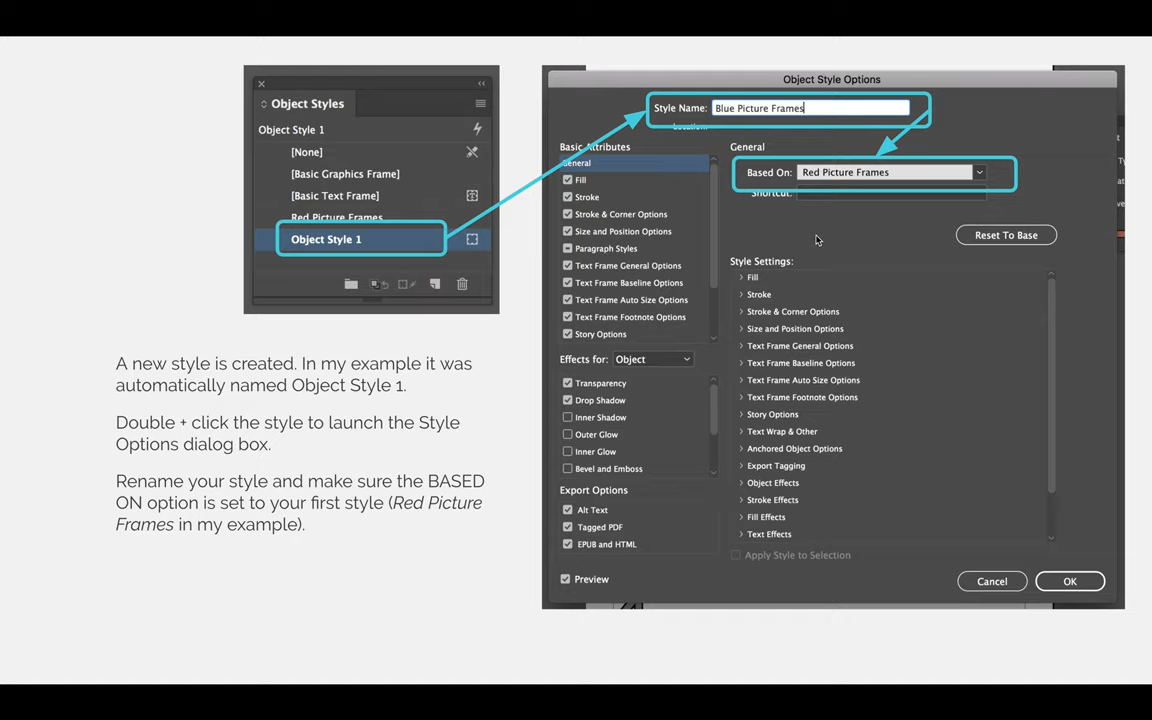 Object Styles
Object Style 1
[None]
[Basic Graphics Frame]
[Basic Text Frame]
Red Picture Frames
Object Style 1
A new style is created. In my example it was
automatically named Object Style 1.
Double + click the style to launch the Style
Options dialog box.
Rename your style and make sure the BASED
ON option is set to your first style (Red Picture
Frames in my example).
Object Style Options
Style Name: Blue Picture Frames
Location:
Basic Attributes
General
Fill
Stroke
Stroke & Corner Options
Size and Position Options
Paragraph Styles
Text Frame General Options
Text Frame Baseline Options
Text Frame Auto Size Options
Text Frame Footnote Options
Story Options
Effects for: Object
Transparency
Drop Shadow
Inner Shadow
Outer Glow
Inner Glow
Bevel and Emboss
Export Options
Alt Text
Tagged PDF
EPUB and HTML
Preview
General
Based On: Red Picture Frames
Shortcut:
Reset To Base
Style Settings:
Fill
Stroke
Stroke & Corner Options
Size and Position Options
Text Frame General Options
Text Frame Baseline Options
Text Frame Auto Size Options
Text Frame Footnote Options
Story Options
Text Wrap & Other
Anchored Object Options
Export Tagging
Object Effects
Stroke Effects
Fill Effects
Text Effects
Apply Style to Selection
Cancel
OK